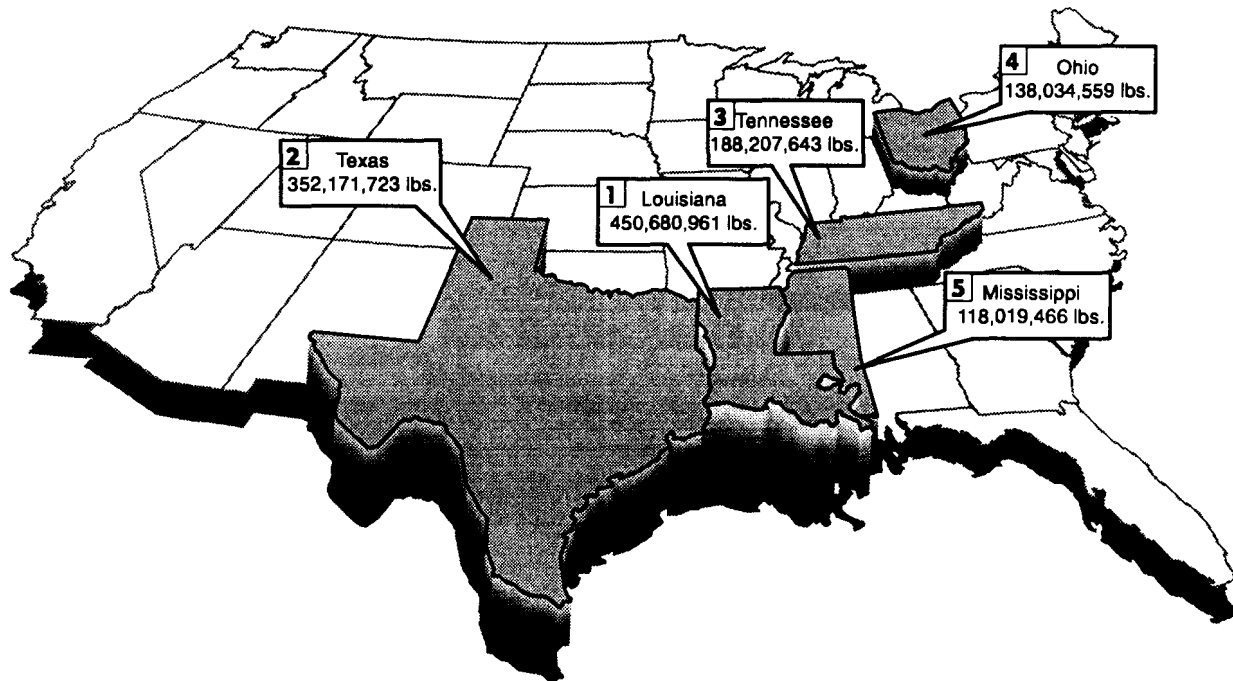 4 Ohio
138,034,559 lbs.
3 Tennessee
188,207,643 lbs.
2 Texas
352,171,723 lbs.
1 Louisiana
450,680,961 lbs.
5 Mississippi
118,019,466 lbs.